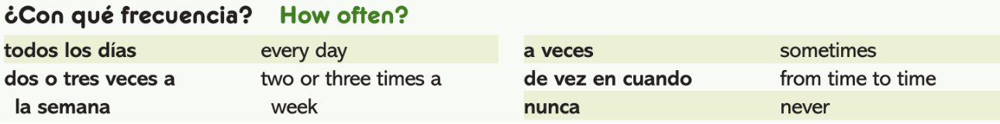 ¿Con qué frecuencia? How often?
todos los días every day
dos o tres veces a two or three times a
la semana week
a veces sometimes
de vez en cuando from time to time
nunca never